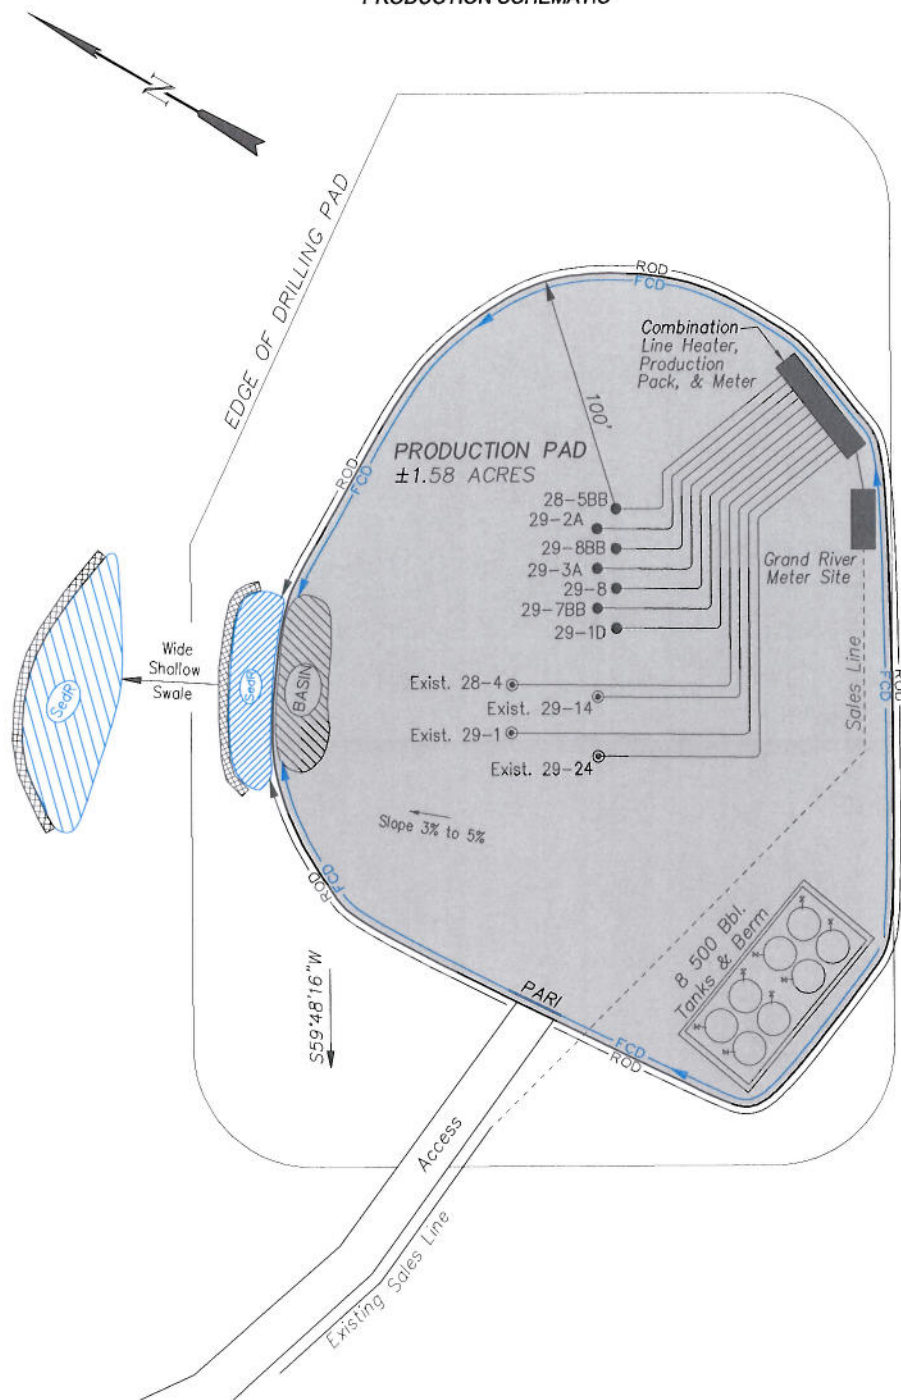 PRODUCTION SCHEMATIC
N
EDGE OF DRILLING PAD
ROD
FCD
Combination
Line Heater,
Production
Pack, & Meter
100'
PRODUCTION PAD
±1.58 ACRES
ROD
FCD
28-5BB
29-2A
29-8BB
29-3A
29-8
29-7BB
29-1D
Grand River
Meter Site
Wide
Shallow
Swale
SedR
SedR
BASIN
Exist. 28-4
Exist. 29-14
Exist. 29-1
Exist. 29-24
Sales Line
FCD
ROD
Slope 3% to 5%
FCD
ROD
8 500 Bbl.
Tanks & Berm
S59°48'16"W
PARI
FCD
ROD
Access
Existing Sales Line